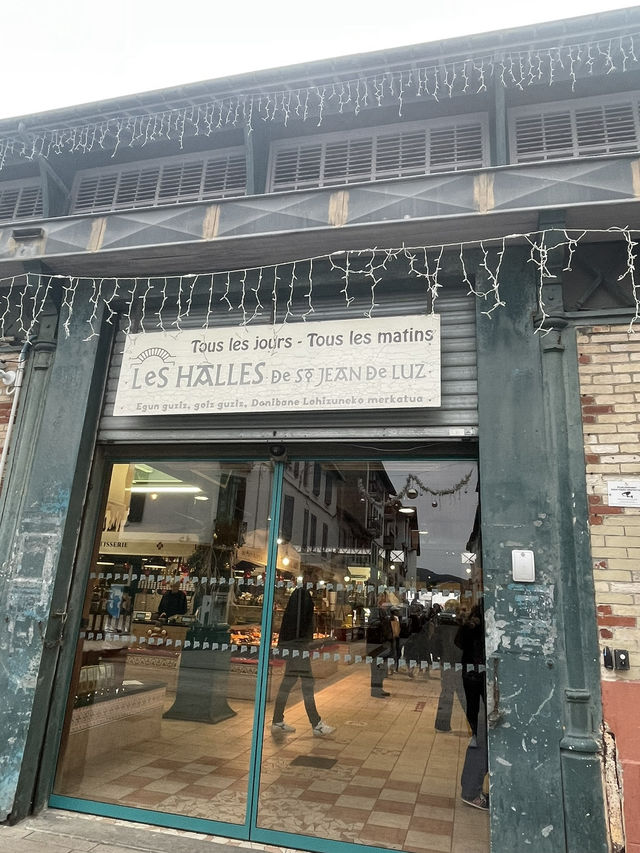 Tous les jours - Tous les matins
LeS HALLES De ST JEAN De LUZ
Egun guziz, goiz guziz, Donibane Lohizuneko merkatua
TISSERIE